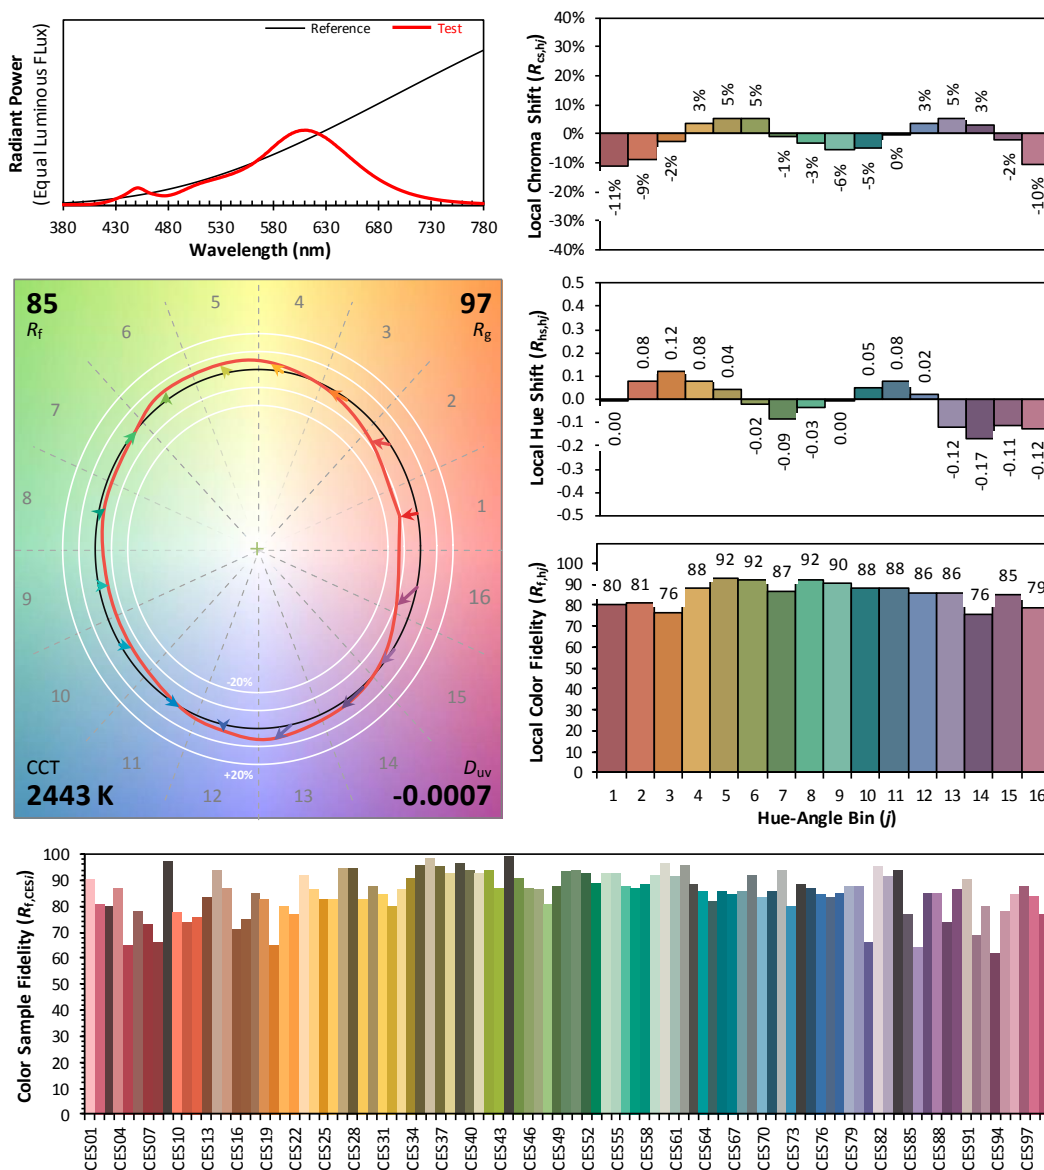 Radiant Power
(Equal Luminous FLux)
Reference
Test
380 430 480 530 580 630 680 730 780
Wavelength (nm)
Local Chroma Shift (Rcs,hj)
40%
30%
20%
10%
0%
-10%
-20%
-30%
-40%
-11% -9% -2% 3% 5% 5% -1% -3% -6% -5% 0% 3% 5% 3% -2% -10%
85
Rf
97
Rg
1 2 3 4 5 6 7 8 9 10 11 12 13 14 15 16
-20%
+20%
CCT
2443 K
Duv
-0.0007
Local Hue Shift (Rhs,hj)
0.5
0.4
0.3
0.2
0.1
0.0
-0.1
-0.2
-0.3
-0.4
-0.5
0.00 0.08 0.12 0.08 0.04 -0.02 -0.09 -0.03 0.00 0.05 0.08 0.02 -0.12 -0.17 -0.11 -0.12
Local Color Fidelity (Rf,hj)
100
90
80
70
60
50
40
30
20
10
0
80 81 76 88 92 92 87 92 90 88 88 86 86 76 85 79
1 2 3 4 5 6 7 8 9 10 11 12 13 14 15 16
Hue-Angle Bin (j)
Color Sample Fidelity (Rf,CESi)
100
90
80
70
60
50
40
30
20
10
0
CES01 CES04 CES07 CES10 CES13 CES16 CES19 CES22 CES25 CES28 CES31 CES34 CES37 CES40 CES43 CES46 CES49 CES52 CES55 CES58 CES61 CES64 CES67 CES70 CES73 CES76 CES79 CES82 CES85 CES88 CES91 CES94 CES97